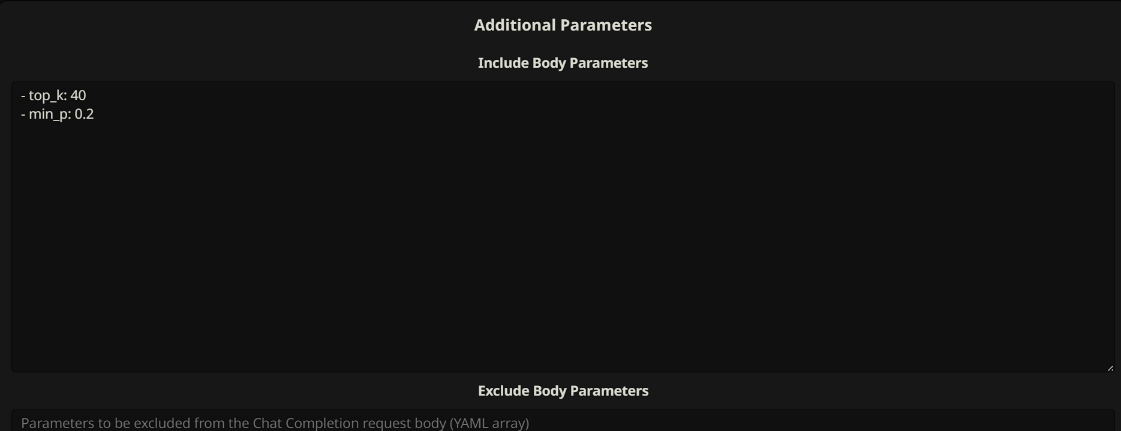 Additional Parameters
Include Body Parameters
- top_k: 40
- min_p: 0.2
Exclude Body Parameters
Parameters to be excluded from the Chat Completion request body (YAML array)